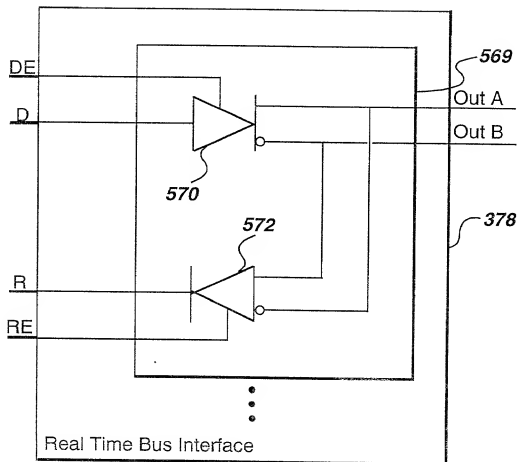 569
DE
Out A
D
Out B
570
572
378
R
RE
Real Time Bus Interface